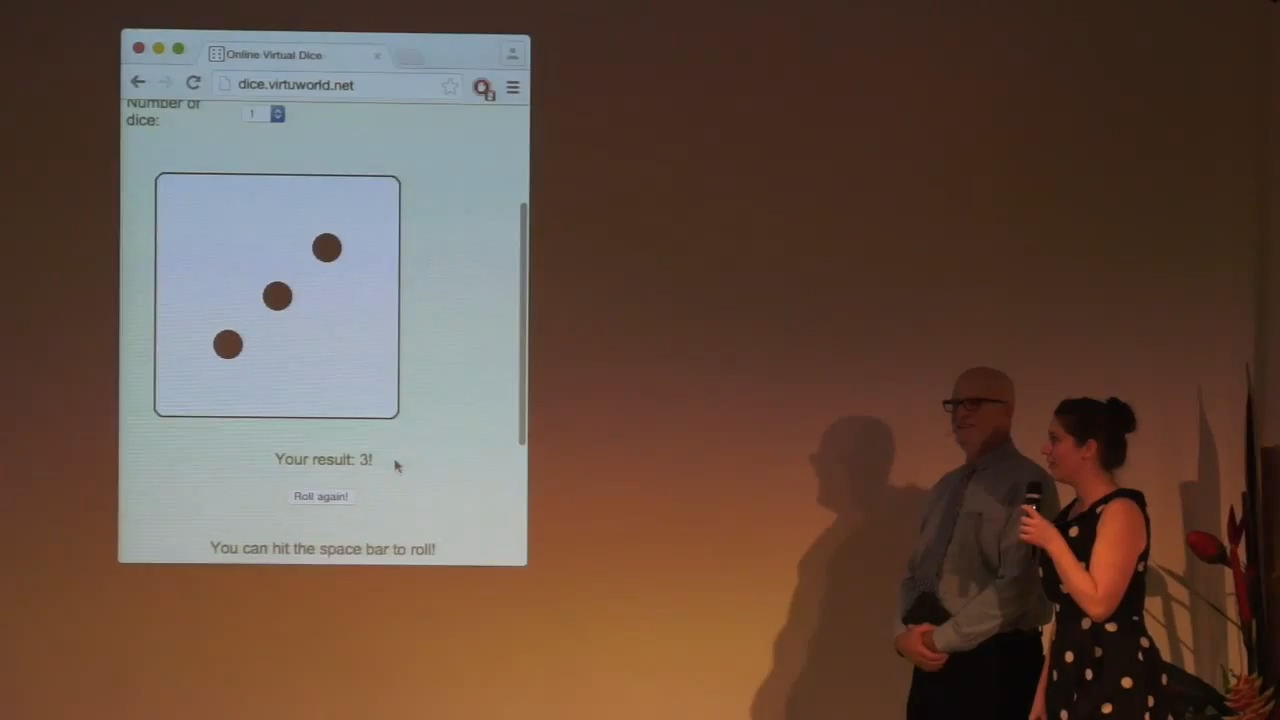 Online Virtual Dice
dice.virtuworld.net
Number of
dice:
1
Your result: 3!
Roll again!
You can hit the space bar to roll!